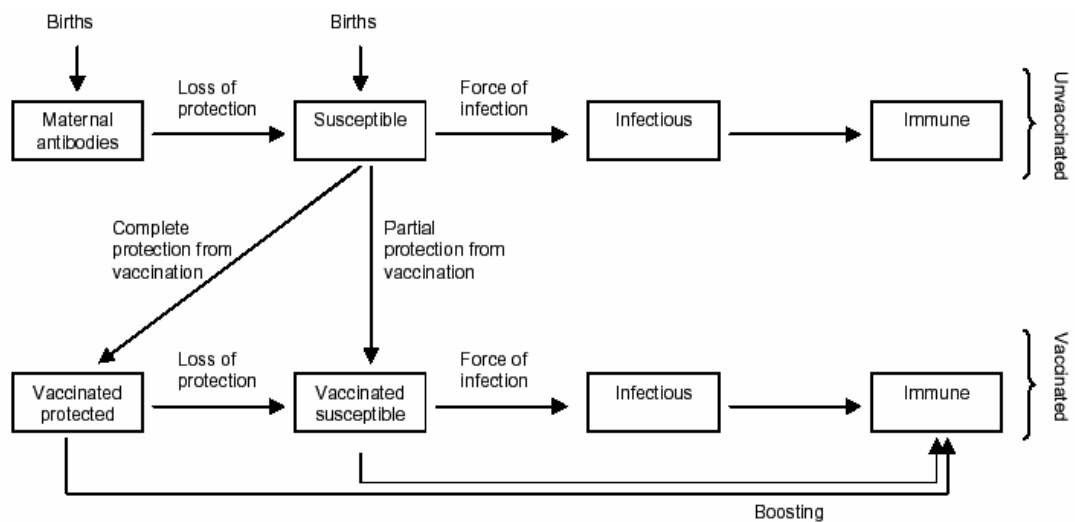 Births
Births
Loss of
protection
Force of
infection
Maternal
antibodies
Susceptible
Infectious
Immune
Unvaccinated
Complete
protection from
vaccination
Partial
protection from
vaccination
Loss of
protection
Force of
infection
Vaccinated
protected
Vaccinated
susceptible
Infectious
Immune
Vaccinated
Boosting